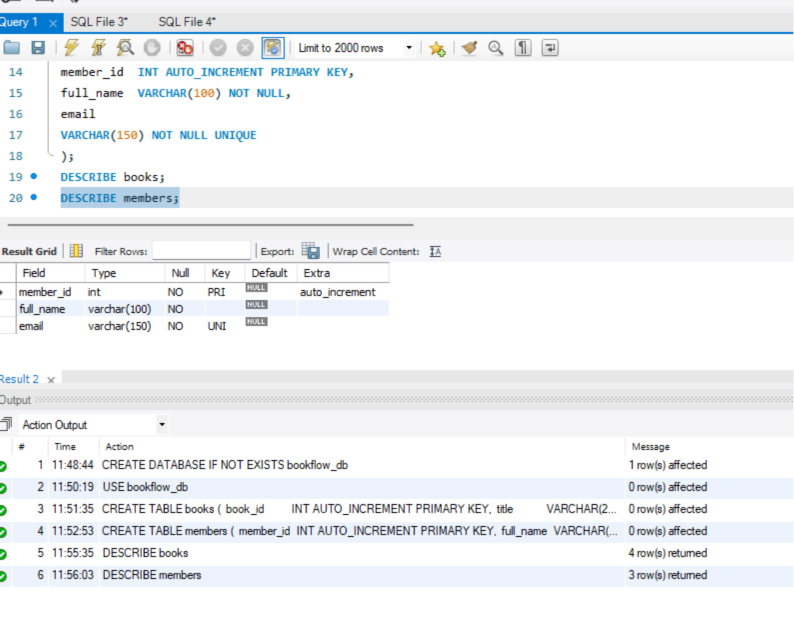 Query 1 × SQL File 3* SQL File 4*
Limit to 2000 rows
14 member_id INT AUTO_INCREMENT PRIMARY KEY,
15 full_name VARCHAR(100) NOT NULL,
16 email
17 VARCHAR(150) NOT NULL UNIQUE
18 );
19 DESCRIBE books;
20 DESCRIBE members;
Result Grid Filter Rows: Export: Wrap Cell Content: IA
Field Type Null Key Default Extra
member_id int NO PRI NULL auto_increment
full_name varchar(100) NO NULL
email varchar(150) NO UNI NULL
Result 2 ×
Output
Action Output
# Time Action Message
1 11:48:44 CREATE DATABASE IF NOT EXISTS bookflow_db 1 row(s) affected
2 11:50:19 USE bookflow_db 0 row(s) affected
3 11:51:35 CREATE TABLE books ( book_id INT AUTO_INCREMENT PRIMARY KEY, title VARCHAR(2... 0 row(s) affected
4 11:52:53 CREATE TABLE members ( member_id INT AUTO_INCREMENT PRIMARY KEY, full_name VARCHAR(... 0 row(s) affected
5 11:55:35 DESCRIBE books 4 row(s) returned
6 11:56:03 DESCRIBE members 3 row(s) returned